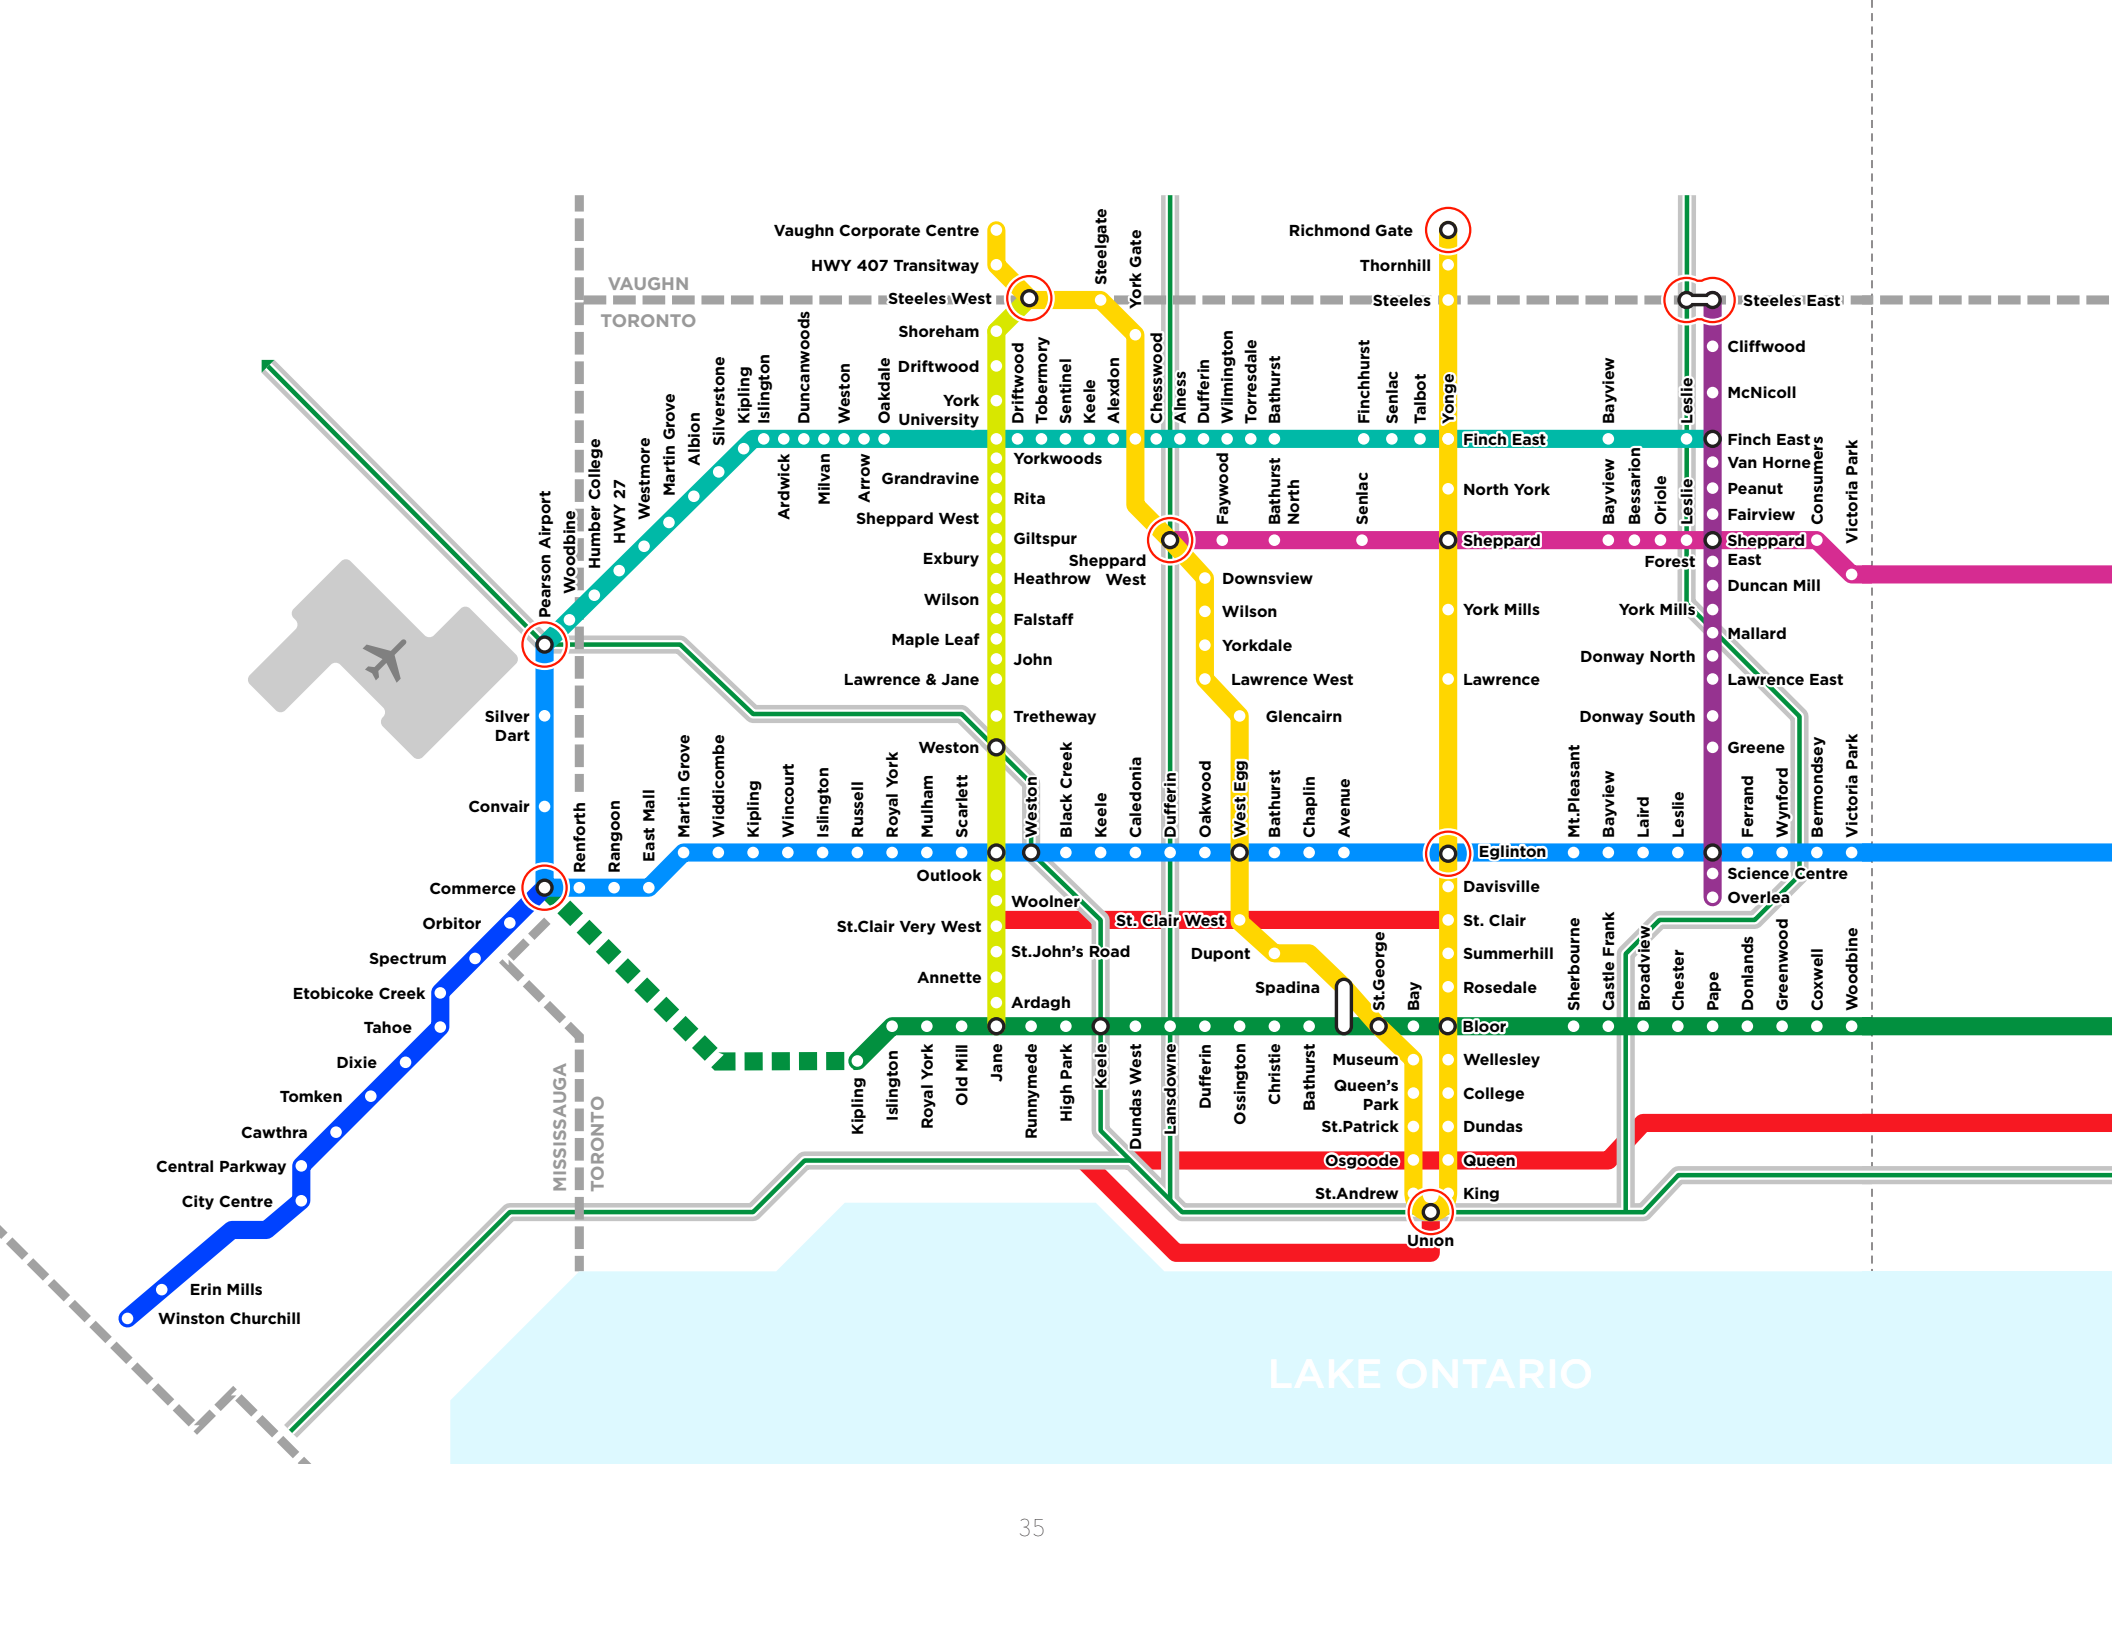 Vaughn Corporate Centre
HWY 407 Transitway
Steeles West
Steelgate
York Gate
Richmond Gate
Thornhill
Steeles
Steeles East
VAUGHN
TORONTO
Shoreham
Driftwood
York
University
Cliffwood
McNicoll
Pearson Airport
Woodbine
Humber College
HWY 27
Westmore
Martin Grove
Albion
Silverstone
Kipling
Islington
Duncanwoods
Weston
Oakdale
Driftwood
Tobermory
Sentinel
Keele
Alexdon
Chesswood
Alness
Dufferin
Wilmington
Torresdale
Bathurst
Finchhurst
Senlac
Talbot
Yonge
Bayview
Leslie
Finch East
Finch East
Ardwick
Milvan
Arrow
Yorkwoods
Grandravine
Rita
Sheppard West
Giltspur
Exbury
Heathrow
Wilson
Falstaff
Maple Leaf
John
Lawrence & Jane
Tretheway
Weston
Faywood
Bathurst
North
Senlac
Bayview
Bessarion
Oriole
Leslie
Consumers
Victoria Park
Van Horne
Peanut
Fairview
North York
Sheppard
Sheppard
East
Sheppard
West
Forest
Duncan Mill
Downsview
Wilson
Yorkdale
Lawrence West
Glencairn
York Mills
Lawrence
York Mills
Mallard
Donway North
Lawrence East
Donway South
Greene
Silver
Dart
Convair
Commerce
Renforth
Rangoon
East Mall
Martin Grove
Widdicombe
Kipling
Wincourt
Islington
Russell
Royal York
Mulham
Scarlett
Weston
Black Creek
Keele
Caledonia
Dufferin
Oakwood
West Egg
Bathurst
Chaplin
Avenue
Eglinton
Mt.Pleasant
Bayview
Laird
Leslie
Ferrand
Wynford
Bermondsey
Victoria Park
Science Centre
Overlea
Outlook
Woolner
St.Clair Very West
St.John's Road
Annette
Ardagh
St. Clair West
Dupont
Spadina
St.George
Bay
Davisville
St. Clair
Summerhill
Rosedale
Bloor
Sherbourne
Castle Frank
Broadview
Chester
Pape
Donlands
Greenwood
Coxwell
Woodbine
Orbitor
Spectrum
Etobicoke Creek
Tahoe
Dixie
Tomken
Cawthra
Central Parkway
City Centre
Erin Mills
Winston Churchill
MISSISSAUGA
TORONTO
Kipling
Islington
Royal York
Old Mill
Jane
Runnymede
High Park
Keele
Dundas West
Lansdowne
Dufferin
Ossington
Christie
Bathurst
Museum
Queen's
Park
St.Patrick
Osgoode
St.Andrew
Wellesley
College
Dundas
Queen
King
Union
LAKE ONTARIO
35